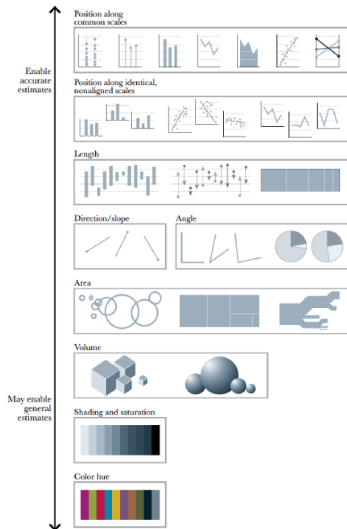 Position along
common scales
Enable
accurate
estimates
Position along identical,
nonaligned scales
Length
Direction/slope
Angle
Area
Volume
May enable
general
estimates
Shading and saturation
Color hue